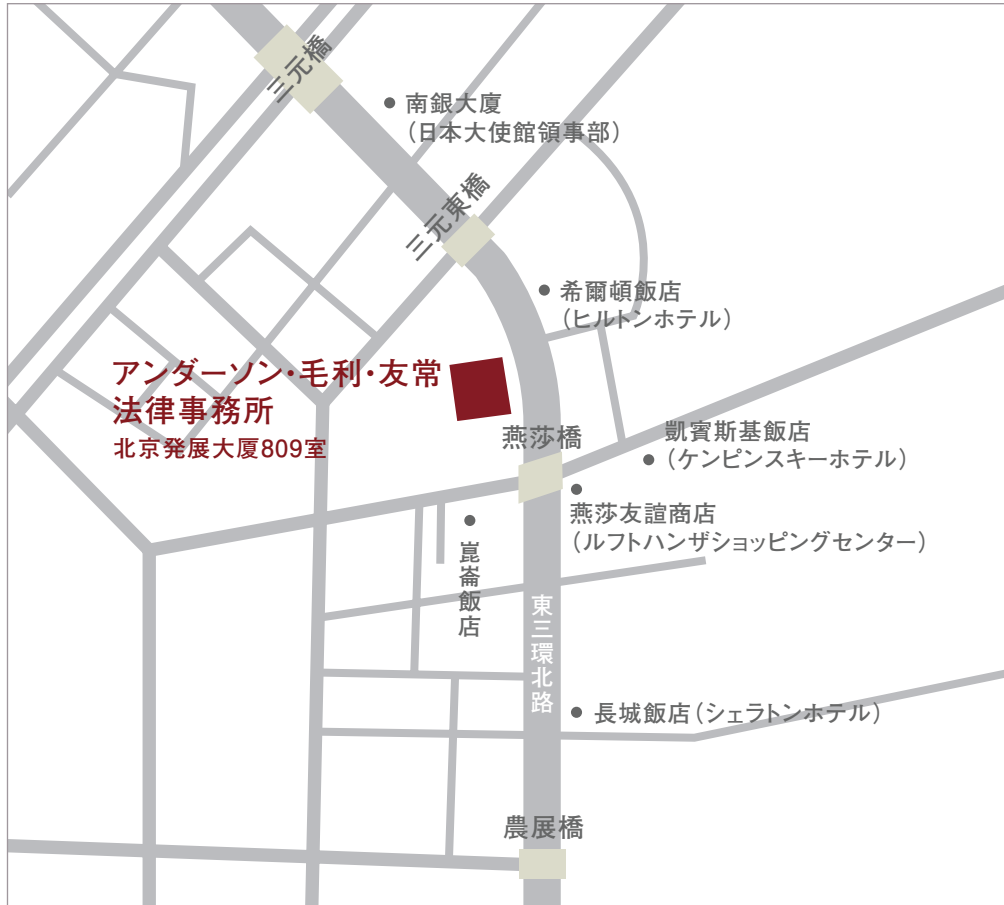 三元橋
南銀大廈
（日本大使館領事部）
三元東橋
希爾頓飯店
（ヒルトンホテル）
アンダーソン・毛利・友常
法律事務所
北京発展大厦809室
燕莎橋
凱賓斯基飯店
（ケンピンスキーホテル）
燕莎友誼商店
（ルフトハンザショッピングセンター）
崑崙飯店
東三環北路
長城飯店（シェラトンホテル）
農展橋